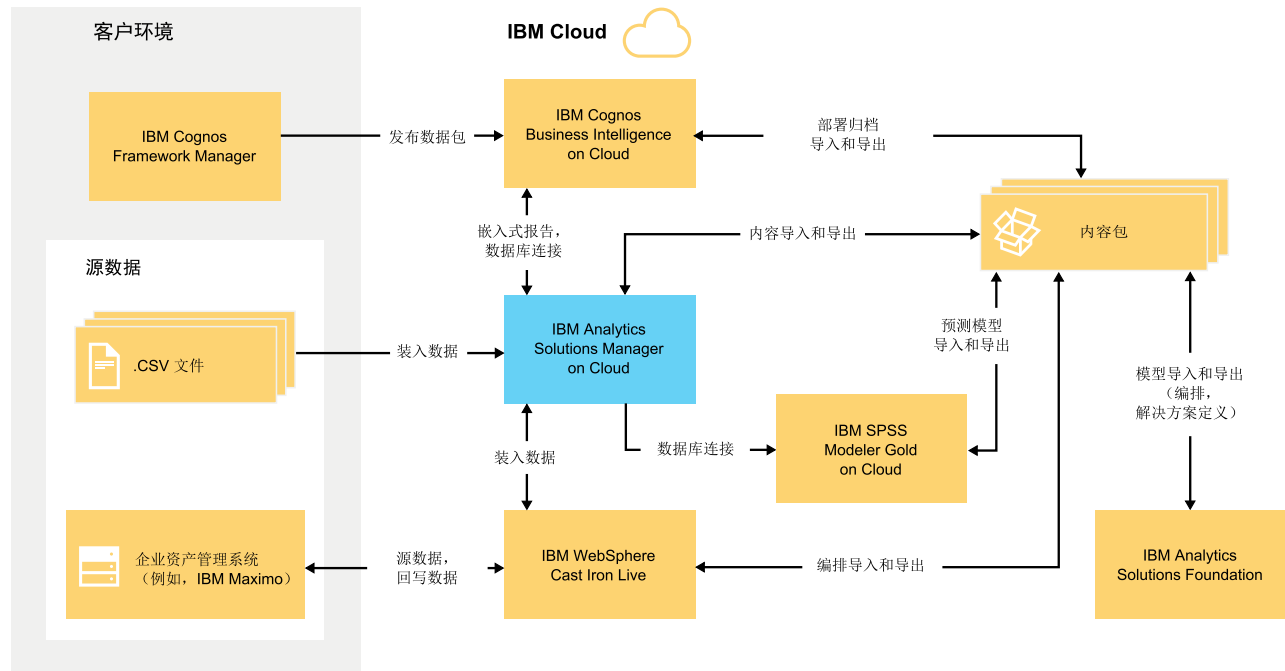 客户环境
IBM Cloud
IBM Cognos
Framework Manager
发布数据包
IBM Cognos
Business Intelligence
on Cloud
部署归档
导入和导出
嵌入式报告，
数据库连接
内容导入和导出
内容包
源数据
.CSV 文件
装入数据
IBM Analytics
Solutions Manager
on Cloud
预测模型
导入和导出
模型导入和导出
（编排，
解决方案定义）
装入数据
数据库连接
IBM SPSS
Modeler Gold
on Cloud
企业资产管理系统
（例如，IBM Maximo）
源数据，
回写数据
IBM WebSphere
Cast Iron Live
编排导入和导出
IBM Analytics
Solutions Foundation